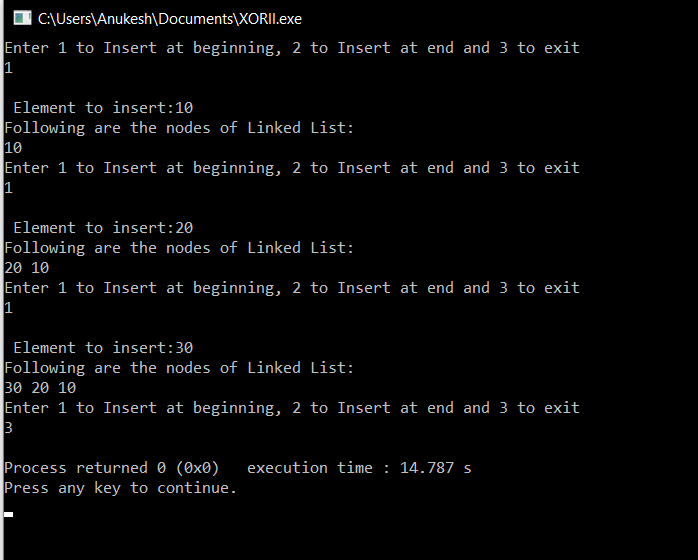 C:\Users\Anukesh\Documents\XORII.exe
Enter 1 to Insert at beginning, 2 to Insert at end and 3 to exit
1
Element to insert:10
Following are the nodes of Linked List:
10
Enter 1 to Insert at beginning, 2 to Insert at end and 3 to exit
1
Element to insert:20
Following are the nodes of Linked List:
20 10
Enter 1 to Insert at beginning, 2 to Insert at end and 3 to exit
1
Element to insert:30
Following are the nodes of Linked List:
30 20 10
Enter 1 to Insert at beginning, 2 to Insert at end and 3 to exit
3
Process returned 0 (0x0)   execution time : 14.787 s
Press any key to continue.